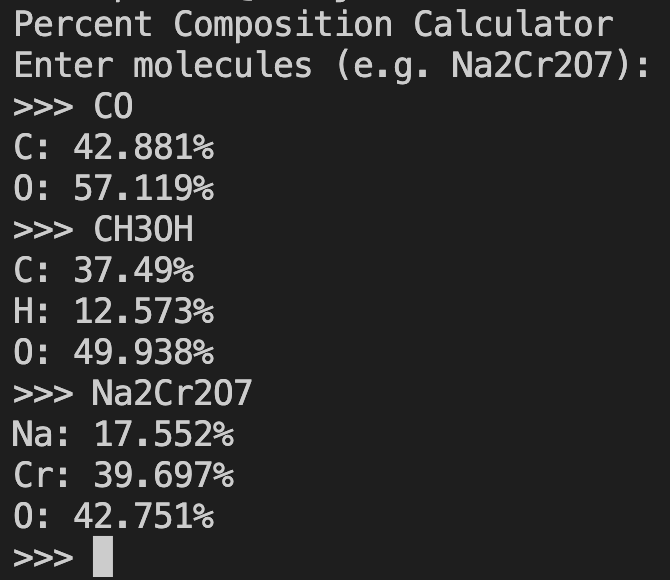 Percent Composition Calculator
Enter molecules (e.g. Na2Cr2O7):
>>> CO
C: 42.881%
O: 57.119%
>>> CH3OH
C: 37.49%
H: 12.573%
O: 49.938%
>>> Na2Cr2O7
Na: 17.552%
Cr: 39.697%
O: 42.751%
>>>